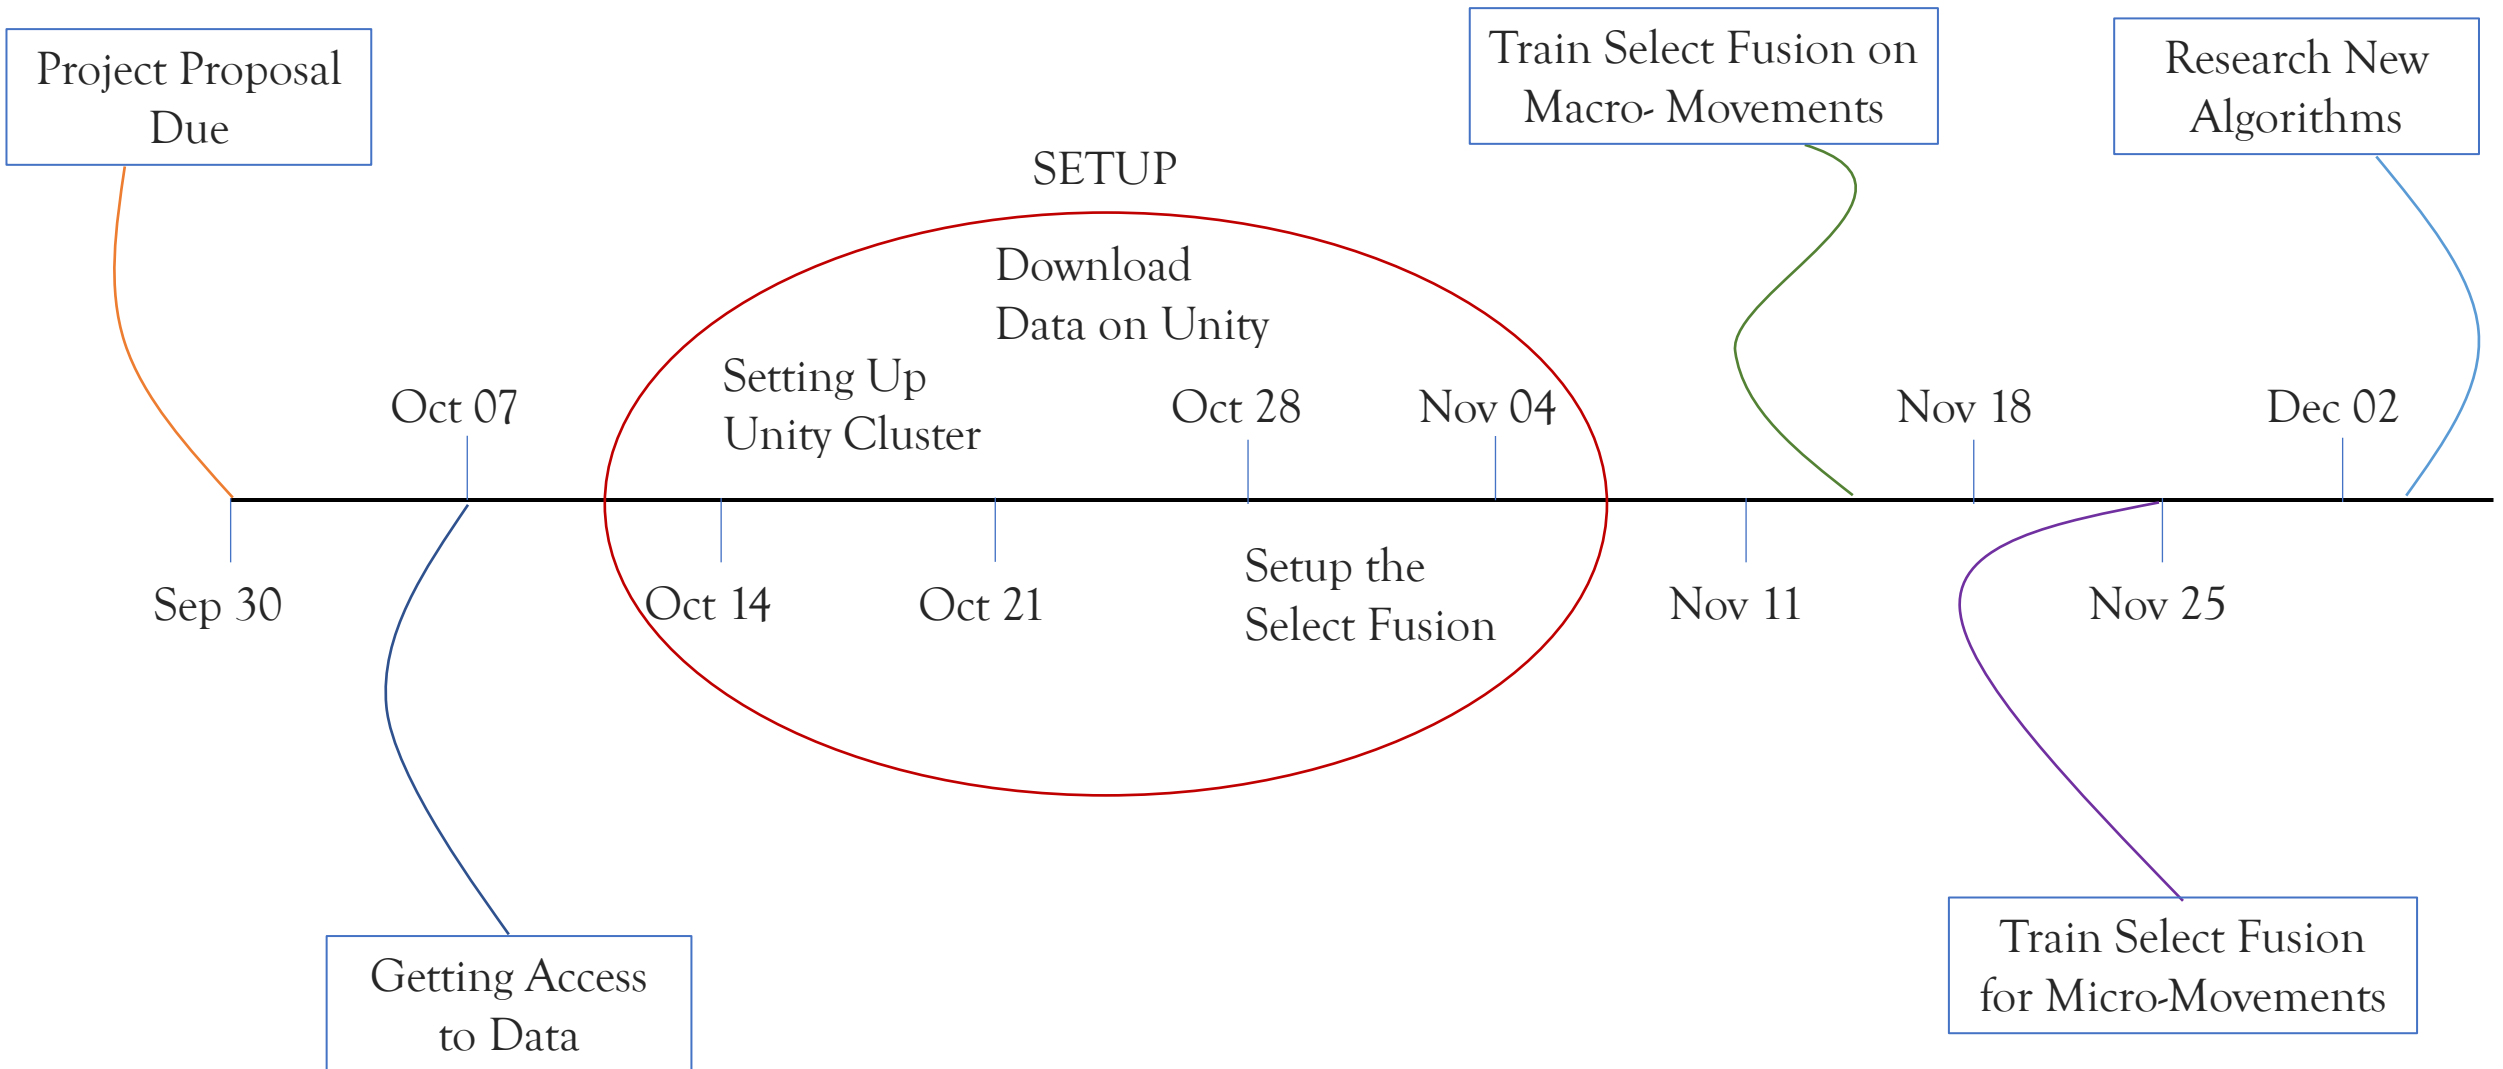 Project Proposal
Due
Train Select Fusion on
Macro- Movements
Research New
Algorithms
SETUP
Download
Data on Unity
Setting Up
Unity Cluster
Oct 07
Oct 28
Nov 04
Nov 18
Dec 02
Sep 30
Oct 14
Oct 21
Setup the
Select Fusion
Nov 11
Nov 25
Getting Access
to Data
Train Select Fusion
for Micro-Movements